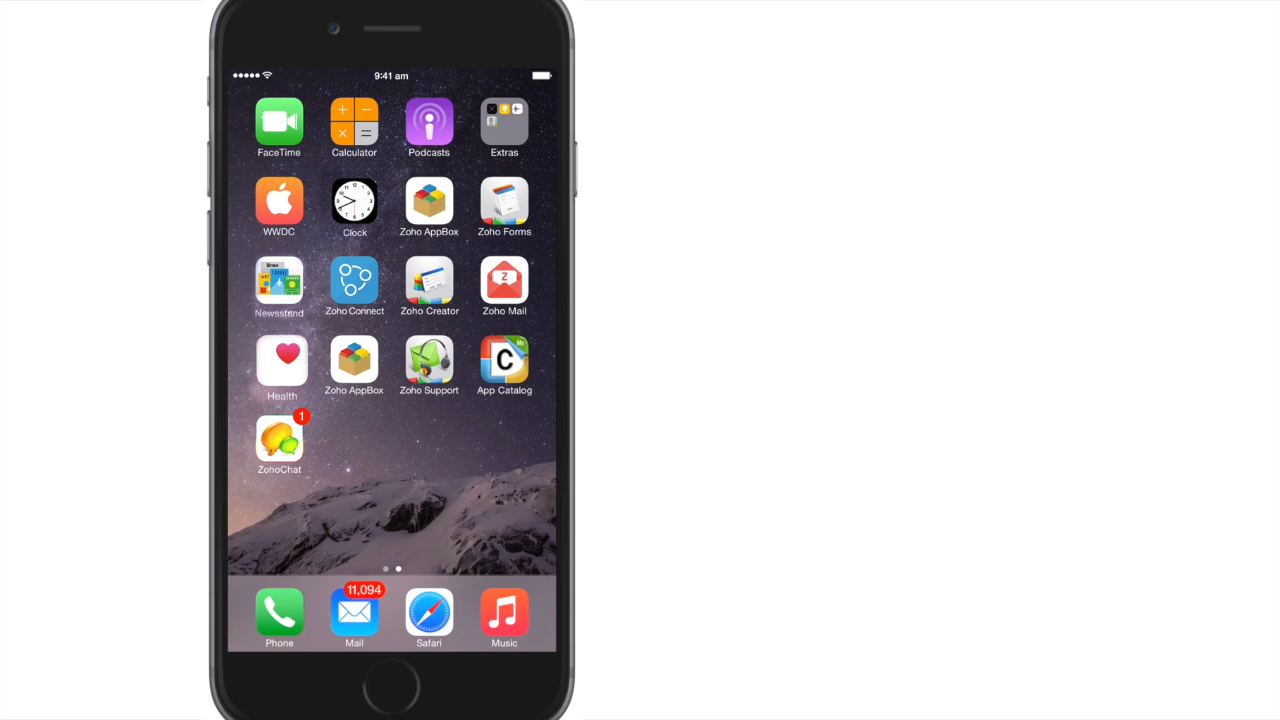 9:41 am
FaceTime Calculator Podcasts Extras
WWDC Clock Zoho AppBox Zoho Forms
Newsstand Zoho Connect Zoho Creator Zoho Mail
Health Zoho AppBox Zoho Support App Catalog
1
ZohoChat
11,094
Phone Mail Safari Music